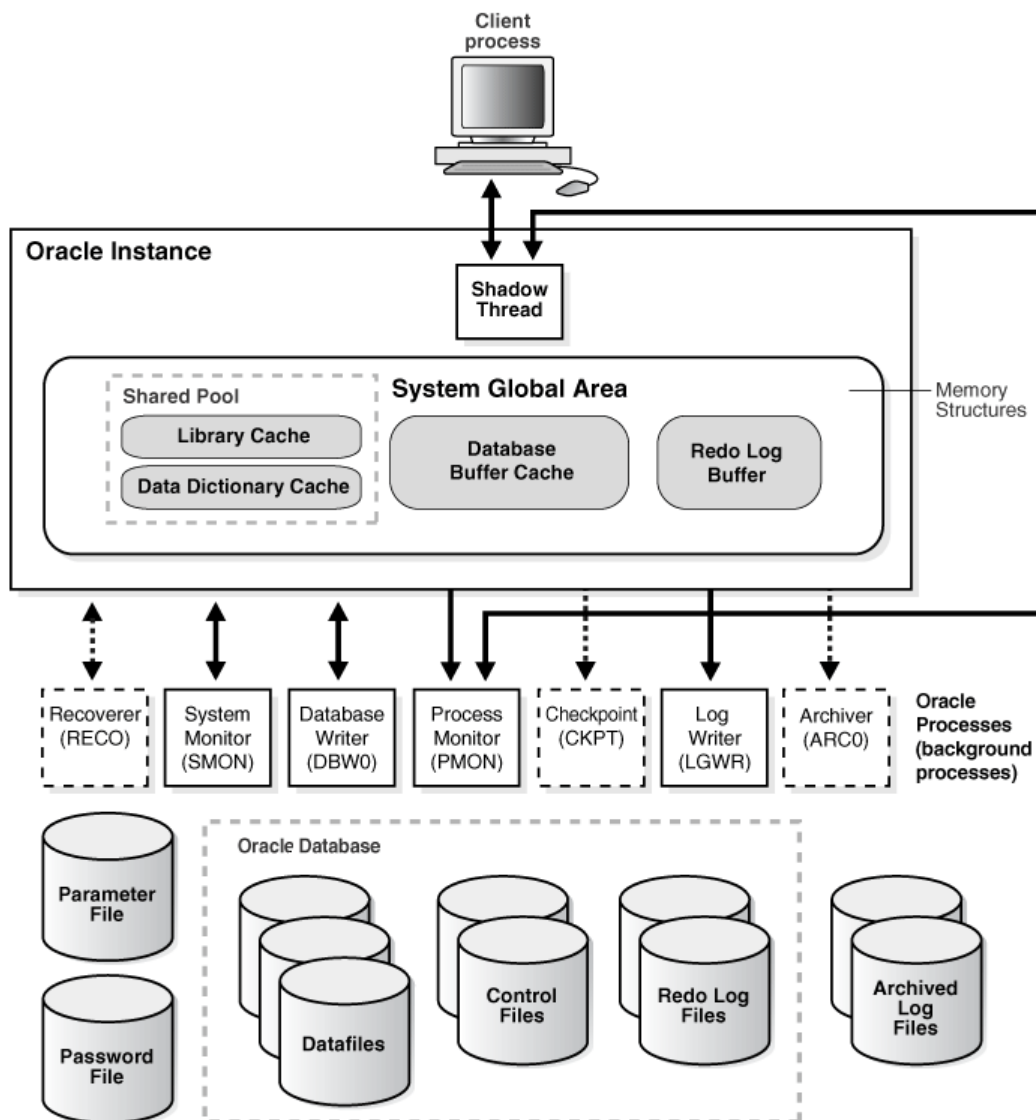 Client
process
Oracle Instance
Shadow
Thread
System Global Area
Memory
Structures
Shared Pool
Library Cache
Data Dictionary Cache
Database
Buffer Cache
Redo Log
Buffer
Recoverer
(RECO)
System
Monitor
(SMON)
Database
Writer
(DBW0)
Process
Monitor
(PMON)
Checkpoint
(CKPT)
Log
Writer
(LGWR)
Archiver
(ARC0)
Oracle
Processes
(background
processes)
Parameter
File
Password
File
Oracle Database
Datafiles
Control
Files
Redo Log
Files
Archived
Log
Files